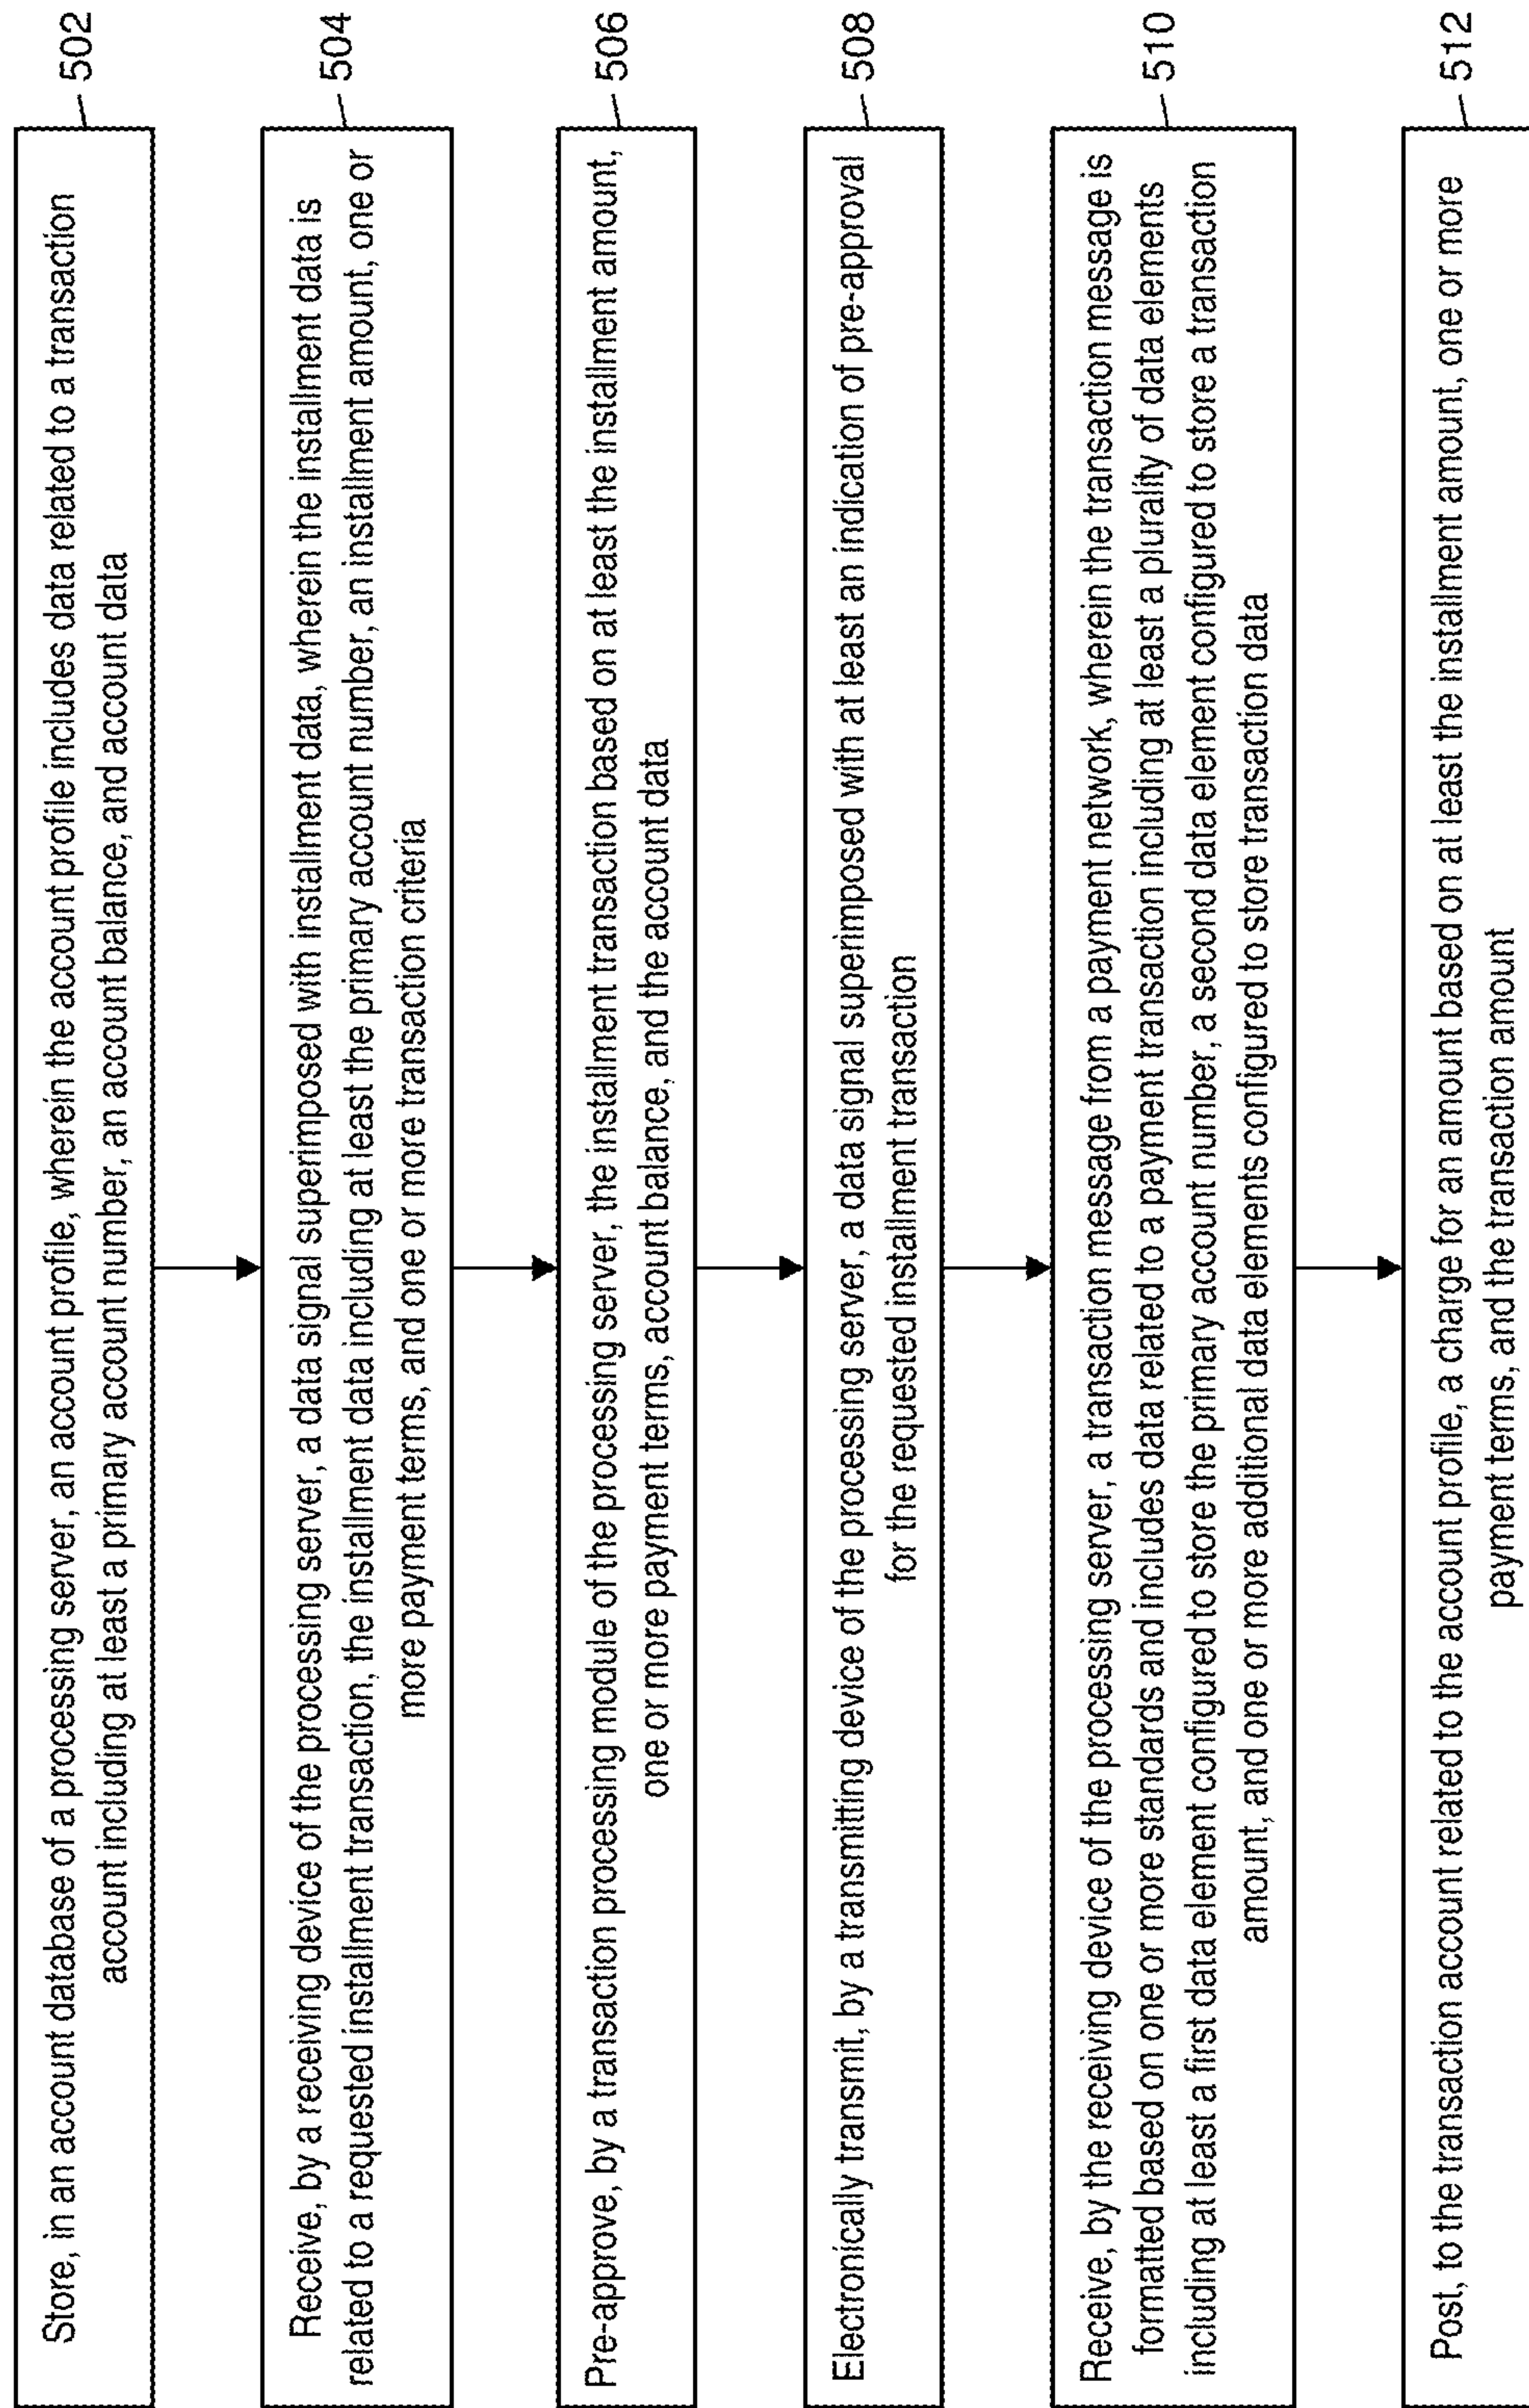 Store, in an account database of a processing server, an account profile, wherein the account profile includes data related to a transaction
account including at least a primary account number, an account balance, and account data
502
Receive, by a receiving device of the processing server, a data signal superimposed with installment data, wherein the installment data is
related to a requested installment transaction, the installment data including at least the primary account number, an installment amount, one or
more payment terms, and one or more transaction criteria
504
Pre-approve, by a transaction processing module of the processing server, the installment transaction based on at least the installment amount,
one or more payment terms, account balance, and the account data
506
Electronically transmit, by a transmitting device of the processing server, a data signal superimposed with at least an indication of pre-approval
for the requested installment transaction
508
Receive, by the receiving device of the processing server, a transaction message from a payment network, wherein the transaction message is
formatted based on one or more standards and includes data related to a payment transaction including at least a plurality of data elements
including at least a first data element configured to store the primary account number, a second data element configured to store a transaction
amount, and one or more additional data elements configured to store transaction data
510
Post, to the transaction account related to the account profile, a charge for an amount based on at least the installment amount, one or more
payment terms, and the transaction amount
512